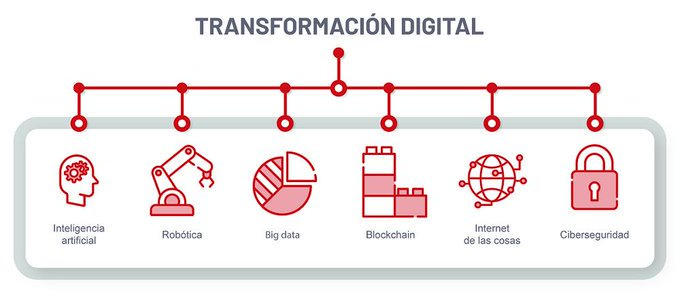 TRANSFORMACIÓN DIGITAL
Inteligencia
artificial
Robótica
Big data
Blockchain
Internet
de las cosas
Ciberseguridad